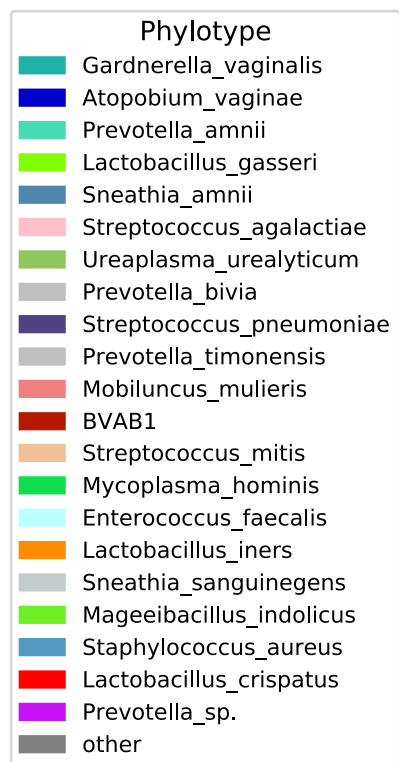 Phylotype
Gardnerella_vaginalis
Atopobium_vaginae
Prevotella_amnii
Lactobacillus_gasseri
Sneathia_amnii
Streptococcus_agalactiae
Ureaplasma_urealyticum
Prevotella_bivia
Streptococcus_pneumoniae
Prevotella_timonensis
Mobiluncus_mulieris
BVAB1
Streptococcus_mitis
Mycoplasma_hominis
Enterococcus_faecalis
Lactobacillus_iners
Sneathia_sanguinegens
Mageeibacillus_indolicus
Staphylococcus_aureus
Lactobacillus_crispatus
Prevotella_sp.
other